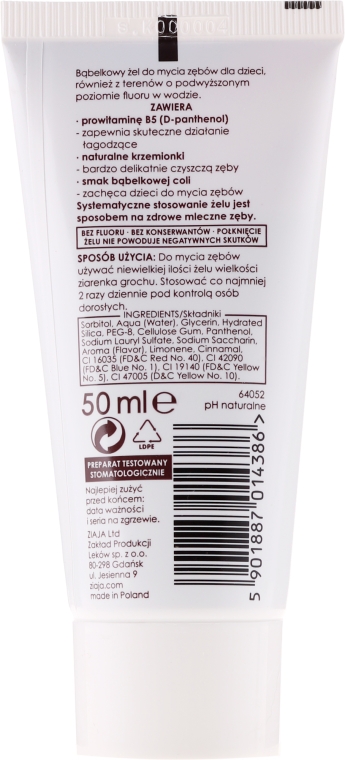 Bąbelkowy żel do mycia zębów dla dzieci,
również z terenów o podwyższonym
poziomie fluoru w wodzie.
ZAWIERA
· prowitaminę B5 (D-panthenol)
- zapewnia skuteczne działanie
łagodzące
· naturalne krzemionki
- bardzo delikatnie czyszczą zęby
· smak bąbelkowej coli
- zachęca dzieci do mycia zębów
Systematyczne stosowanie żelu jest
sposobem na zdrowe mleczne zęby.
BEZ FLUORU · BEZ KONSERWANTÓW · POŁKNIĘCIE
ŻELU NIE POWODUJE NEGATYWNYCH SKUTKÓW
SPOSÓB UŻYCIA: Do mycia zębów
używać niewielkiej ilości żelu wielkości
ziarenka grochu. Stosować co najmniej
2 razy dziennie pod kontrolą osób
dorosłych.
INGREDIENTS/Składniki
Sorbitol, Aqua (Water), Glycerin, Hydrated
Silica, PEG-8, Cellulose Gum, Panthenol,
Sodium Lauryl Sulfate, Sodium Saccharin,
Aroma (Flavor), Limonene, Cinnamal,
CI 16035 (FD&C Red No. 40), CI 42090
(FD&C Blue No. 1), CI 19140 (FD&C Yellow
No. 5), CI 47005 (D&C Yellow No. 10).
50 ml e
64052
pH naturalne
LDPE
PREPARAT TESTOWANY
STOMATOLOGICZNIE
Najlepiej zużyć
przed końcem:
data ważności
i seria na zgrzewie.
ZIAJA Ltd
Zakład Produkcji
Leków sp. z o.o.
80-298 Gdańsk
ul. Jesienna 9
ziaja.com
made in Poland
5 901887 014386 >